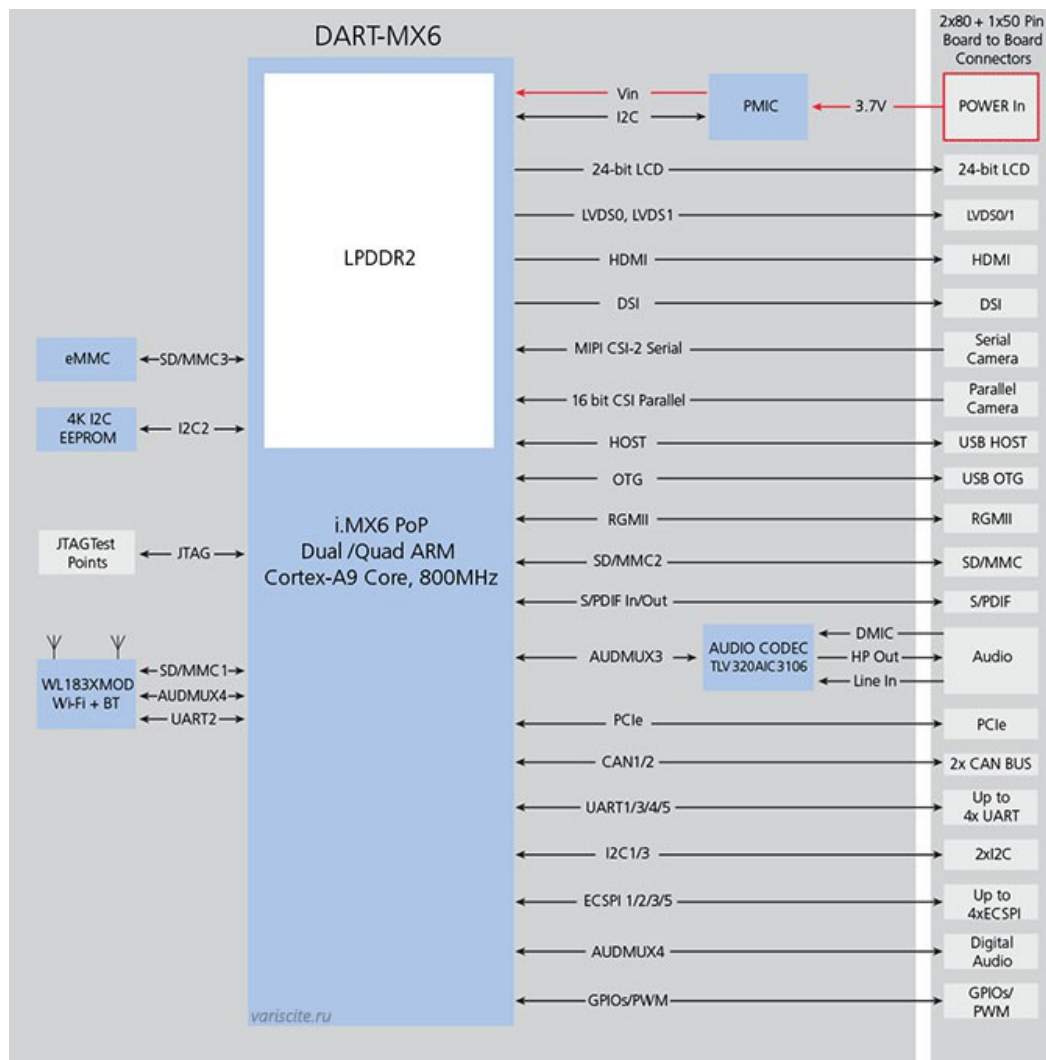 DART-MX6
2x80 + 1x50 Pin
Board to Board
Connectors
LPDDR2
i.MX6 PoP
Dual /Quad ARM
Cortex-A9 Core, 800MHz
variscite.ru
eMMC
SD/MMC3
4K I2C
EEPROM
I2C2
JTAGTest
Points
JTAG
WL183XMOD
Wi-Fi + BT
SD/MMC1
AUDMUX4
UART2
Vin
I2C
PMIC
3.7V
POWER In
24-bit LCD
24-bit LCD
LVDS0, LVDS1
LVDS0/1
HDMI
HDMI
DSI
DSI
MIPI CSI-2 Serial
Serial
Camera
16 bit CSI Parallel
Parallel
Camera
HOST
USB HOST
OTG
USB OTG
RGMII
RGMII
SD/MMC2
SD/MMC
S/PDIF In/Out
S/PDIF
AUDMUX3
AUDIO CODEC
TLV320AIC3106
DMIC
HP Out
Line In
Audio
PCIe
PCIe
CAN1/2
2x CAN BUS
UART1/3/4/5
Up to
4x UART
I2C1/3
2xI2C
ECSPI 1/2/3/5
Up to
4xECSPI
AUDMUX4
Digital
Audio
GPIOs/PWM
GPIOs/
PWM